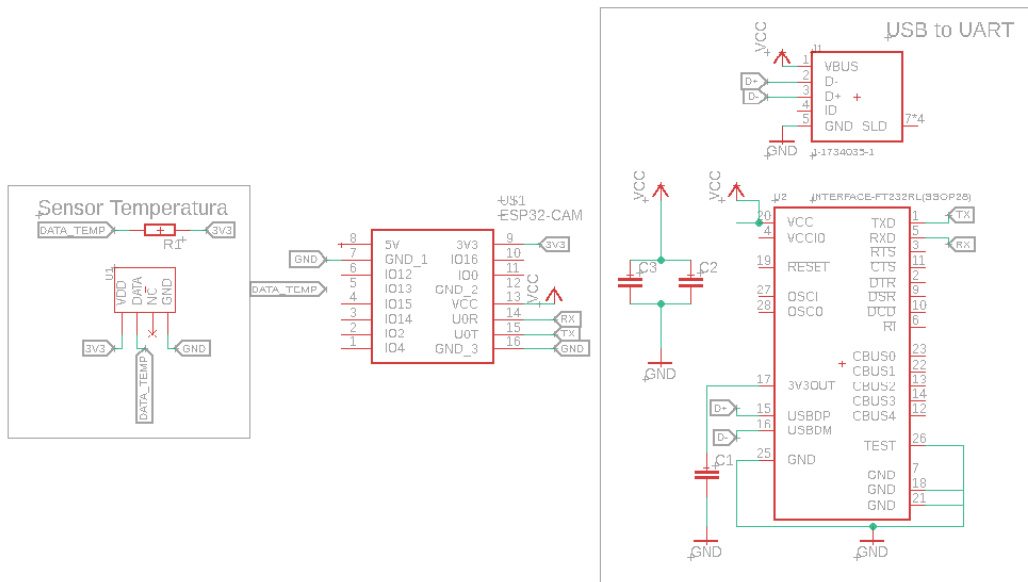 USB to UART
VCC
J1
1 VBUS
D+ 2 D-
D- 3 D+
4 ID
5 GND SLD 7*4
GND
1-1734035-1
Sensor Temperatura
DATA_TEMP 3V3
R1
U1
VDD
DATA
NC
GND
3V3 GND
DATA_TEMP
U$1
ESP32-CAM
8 5V 3V3 9 3V3
GND 7 GND_1 IO16 10
6 IO12 IO0 11
DATA_TEMP 5 IO13 GND_2 12
4 IO15 VCC 13 VCC
3 IO14 U0R 14 RX
2 IO2 U0T 15 TX
1 IO4 GND_3 16 GND
VCC
C3 C2
GND
VCC
U2 INTERFACE-FT232RL(SSOP28)
20 VCC TXD 1 TX
4 VCCIO RXD 5 RX
RTS 3
19 RESET CTS 11
DTR 2
27 OSCI DSR 9
28 OSCO DCD 10
RI 6
CBUS0 23
CBUS1 22
17 3V3OUT CBUS2 13
CBUS3 14
D+ 15 USBDP CBUS4 12
D- 16 USBDM
TEST 26
25 GND
GND 7
GND 18
GND 21
C1
GND
GND